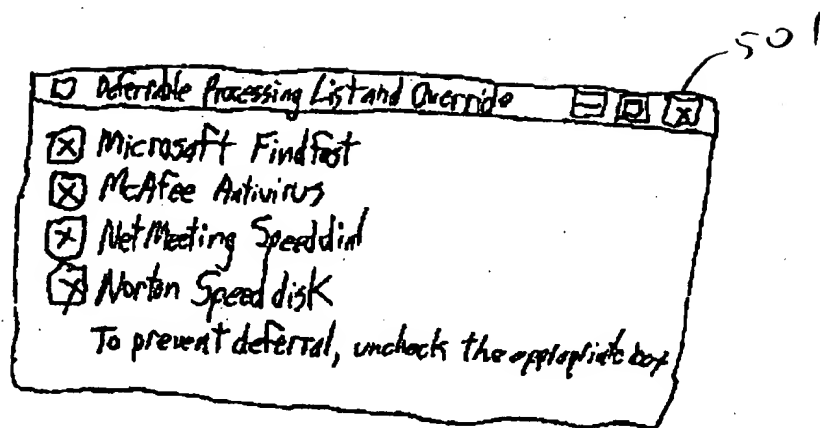 501
Deferrable Processing List and Override
Microsoft FindFast
McAfee Antivirus
NetMeeting Speeddial
Norton Speed disk
To prevent deferral, uncheck the appropriate box